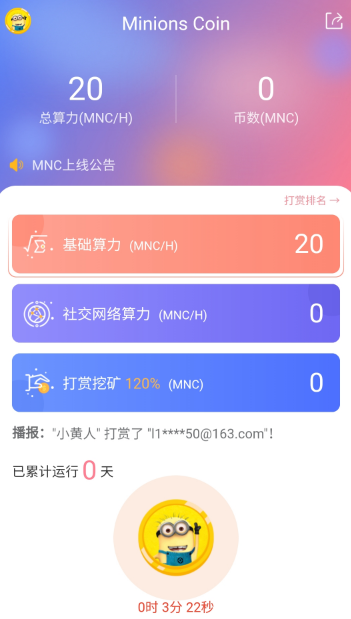 Minions Coin
20
总算力(MNC/H)
0
币数(MNC)
MNC上线公告
打赏排名→
基础算力 (MNC/H) 20
社交网络算力 (MNC/H) 0
打赏挖矿 120% (MNC) 0
播报："小黄人" 打赏了 "l1****50@163.com"!
已累计运行 0 天
0时 3分 22秒